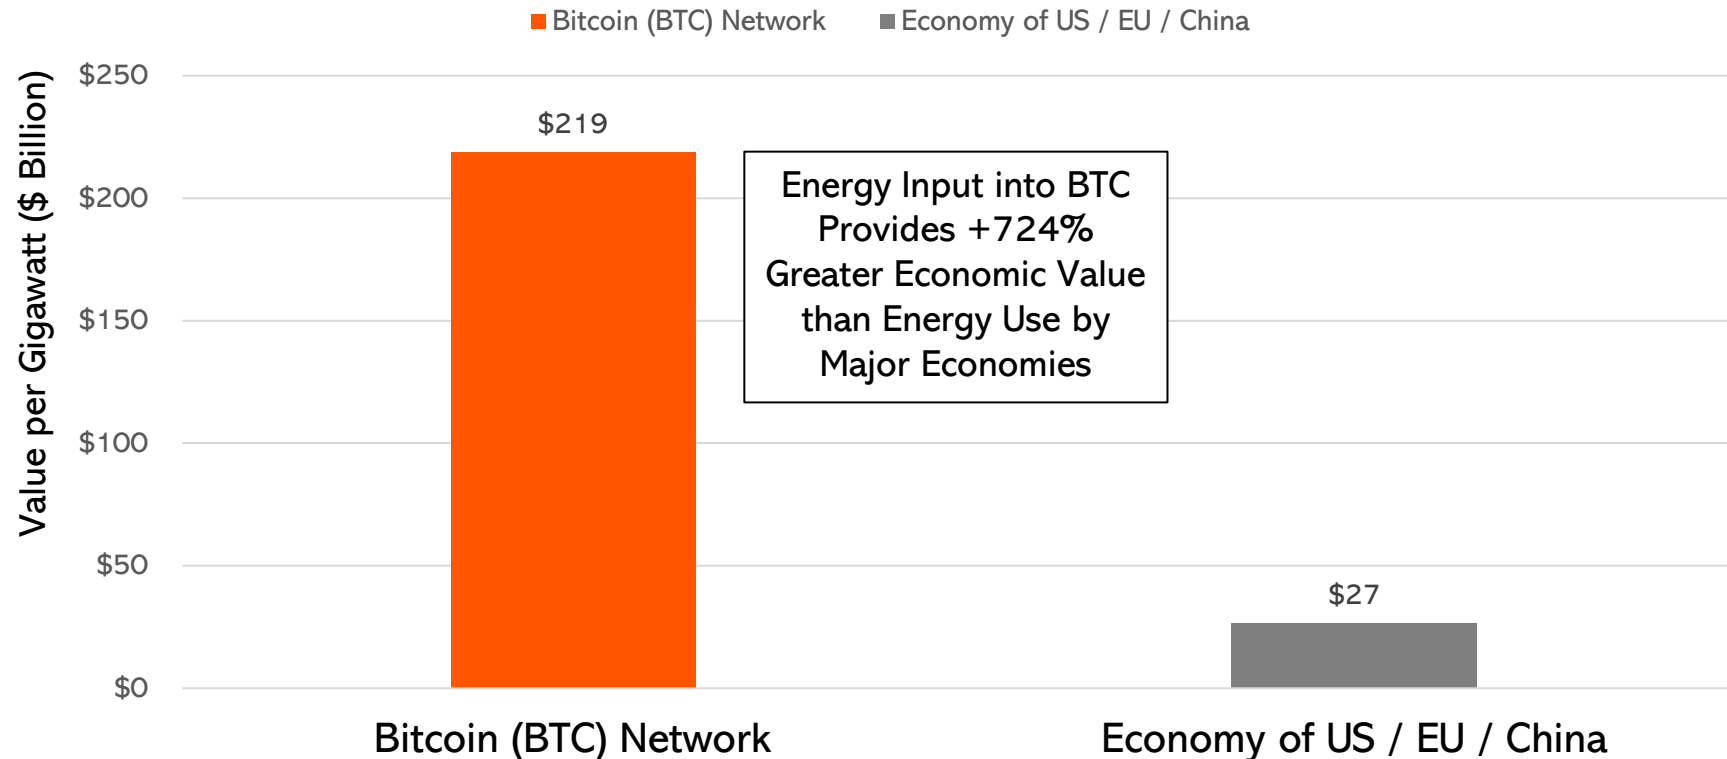 Bitcoin (BTC) Network
Economy of US / EU / China
Value per Gigawatt ($ Billion)
$250
$200
$150
$100
$50
$0
$219
Energy Input into BTC
Provides +724%
Greater Economic Value
than Energy Use by
Major Economies
$27
Bitcoin (BTC) Network
Economy of US / EU / China